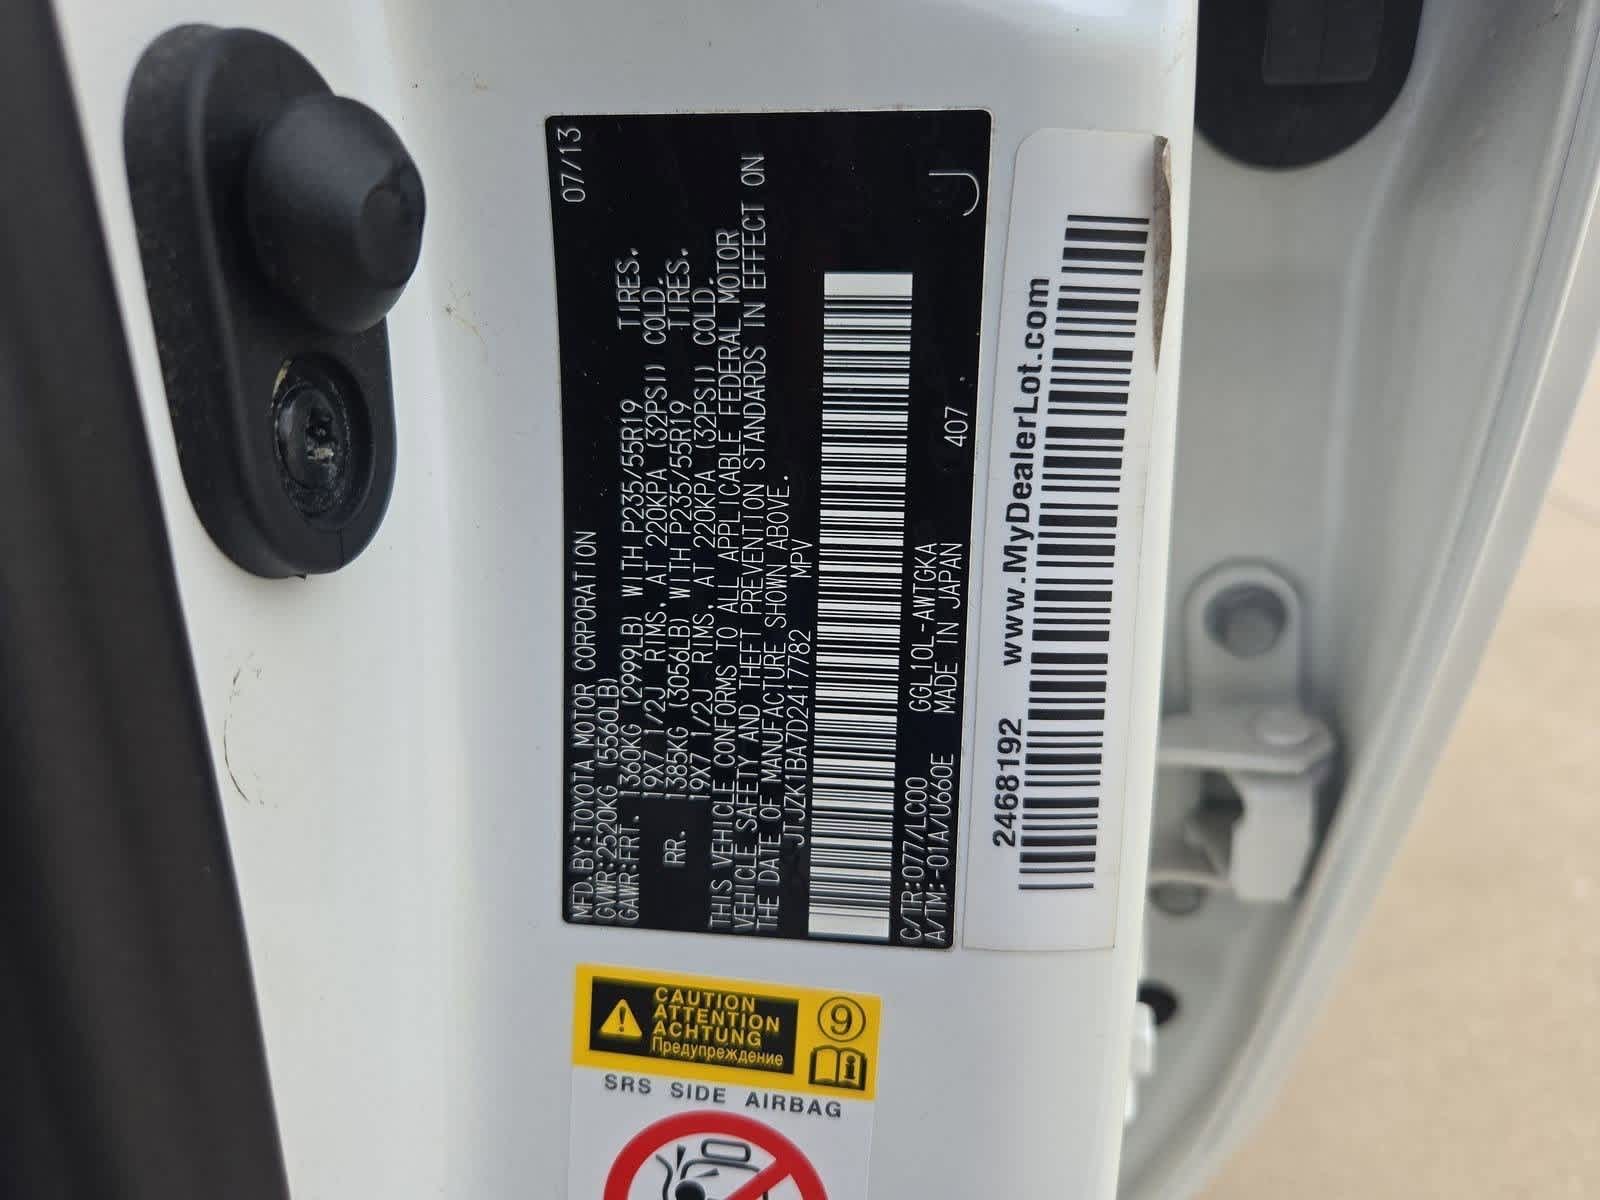 07/13
MFD.BY:TOYOTA MOTOR CORPORATION
GVWR:2520KG (5560LB)
GAWR:FRT. 1360KG (2999LB) WITH P235/55R19 TIRES.
19X7 1/2J RIMS. AT 220KPA (32PSI) COLD.
RR. 1385KG (3056LB) WITH P235/55R19 TIRES.
19X7 1/2J RIMS. AT 220KPA (32PSI) COLD.
THIS VEHICLE CONFORMS TO ALL APPLICABLE FEDERAL MOTOR
VEHICLE SAFETY AND THEFT PREVENTION STANDARDS IN EFFECT ON
THE DATE OF MANUFACTURE SHOWN ABOVE.
JTJZK1BA7D2417782 MPV
C/TR:077/LC00 GGL10L-AWTGKA 407
A/TM:-01A/U660E MADE IN JAPAN
J
2468192 www.MyDealerLot.com
CAUTION
ATTENTION
ACHTUNG
Предупреждение
9
SRS SIDE AIRBAG